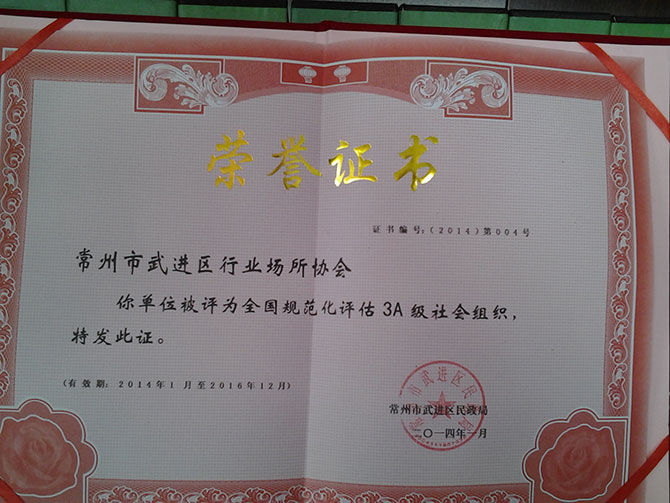 荣誉证书
证书编号:(2014)第004号
常州市武进区行业场所协会
你单位被评为全国规范化评估3A级社会组织,
特发此证。
(有效期:2014年1月至2016年12月)
常州市武进区民政局
二〇一四年一月